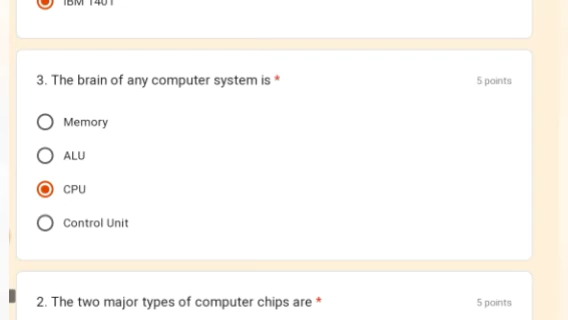 IBM 1401
3. The brain of any computer system is *
5 points
Memory
ALU
CPU
Control Unit
2. The two major types of computer chips are *
5 points